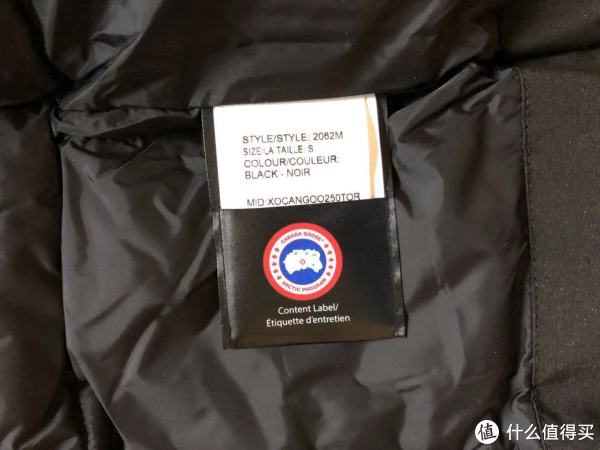 STYLE/STYLE: 2062M
SIZE/LA TAILLE: S
COLOUR/COULEUR:
BLACK - NOIR
MID XOCANGOO250TOR
CANADA GOOSE
ARCTIC PROGRAM
Content Label/
Étiquette d'entretien
值 什么值得买